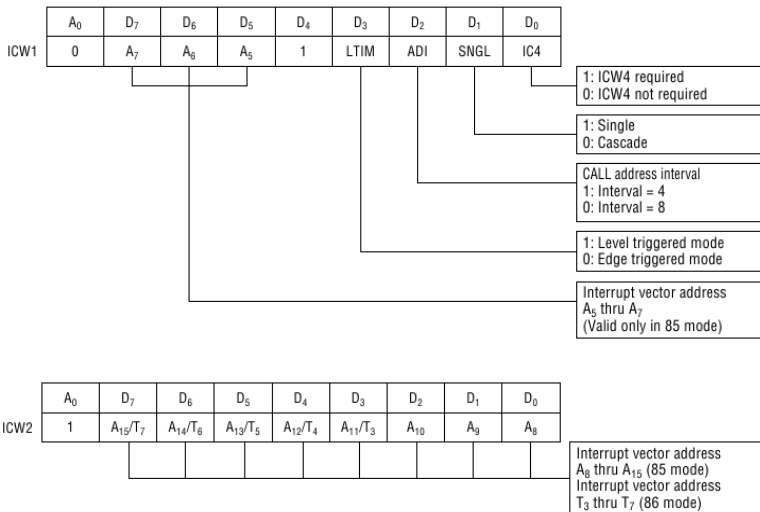 A₀ D₇ D₆ D₅ D₄ D₃ D₂ D₁ D₀
ICW1 0 A₇ A₆ A₅ 1 LTIM ADI SNGL IC4
1: ICW4 required
0: ICW4 not required
1: Single
0: Cascade
CALL address interval
1: Interval = 4
0: Interval = 8
1: Level triggered mode
0: Edge triggered mode
Interrupt vector address
A₅ thru A₇
(Valid only in 85 mode)
A₀ D₇ D₆ D₅ D₄ D₃ D₂ D₁ D₀
ICW2 1 A₁₅/T₇ A₁₄/T₆ A₁₃/T₅ A₁₂/T₄ A₁₁/T₃ A₁₀ A₉ A₈
Interrupt vector address
A₈ thru A₁₅ (85 mode)
Interrupt vector address
T₃ thru T₇ (86 mode)